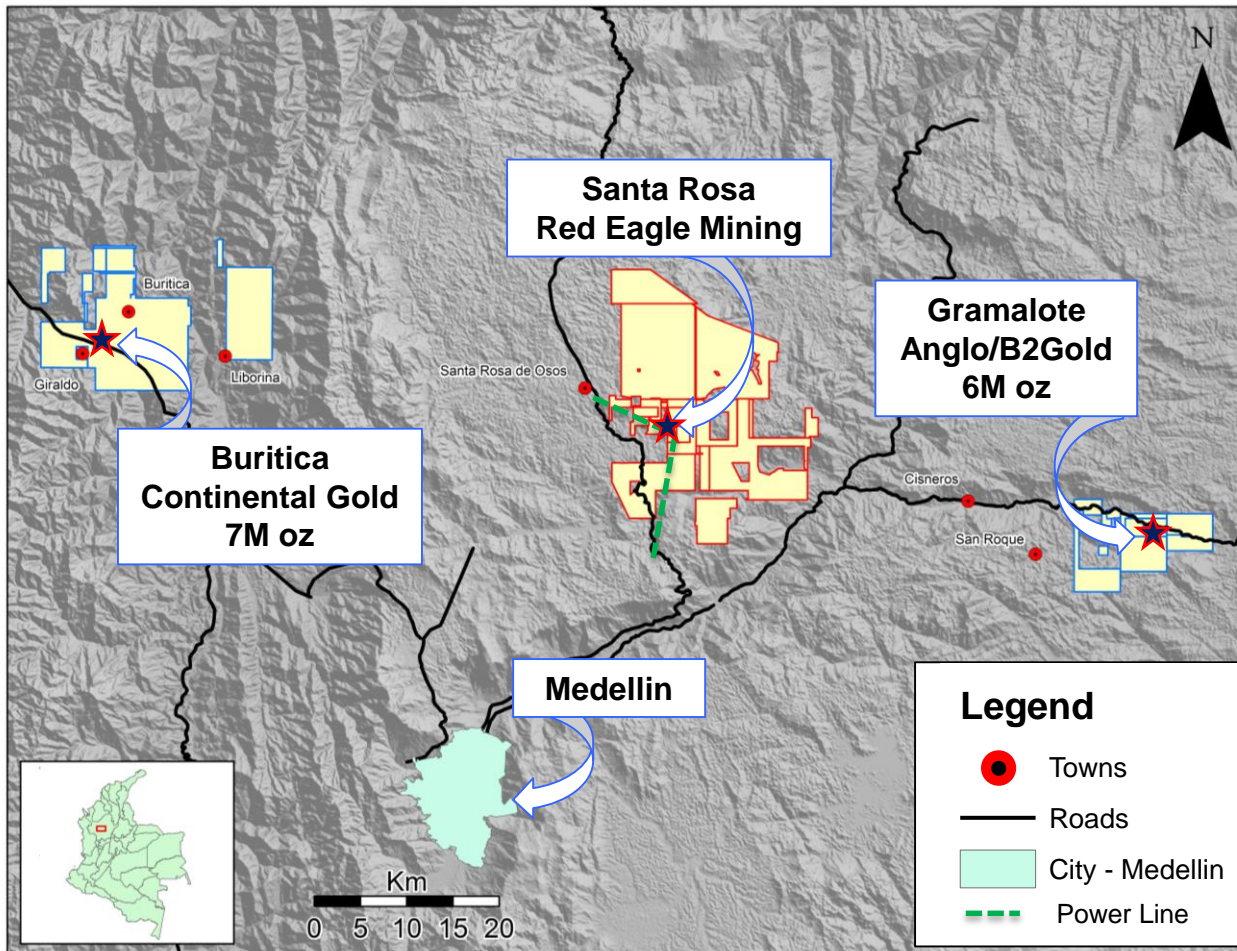 N
Santa Rosa
Red Eagle Mining
Buritica
Gramalote
Anglo/B2Gold
6M oz
Giraldo
Liborina
Santa Rosa de Osos
Buritica
Continental Gold
7M oz
Cisneros
San Roque
Medellin
Legend
Towns
Roads
City - Medellin
Power Line
Km
0 5 10 15 20